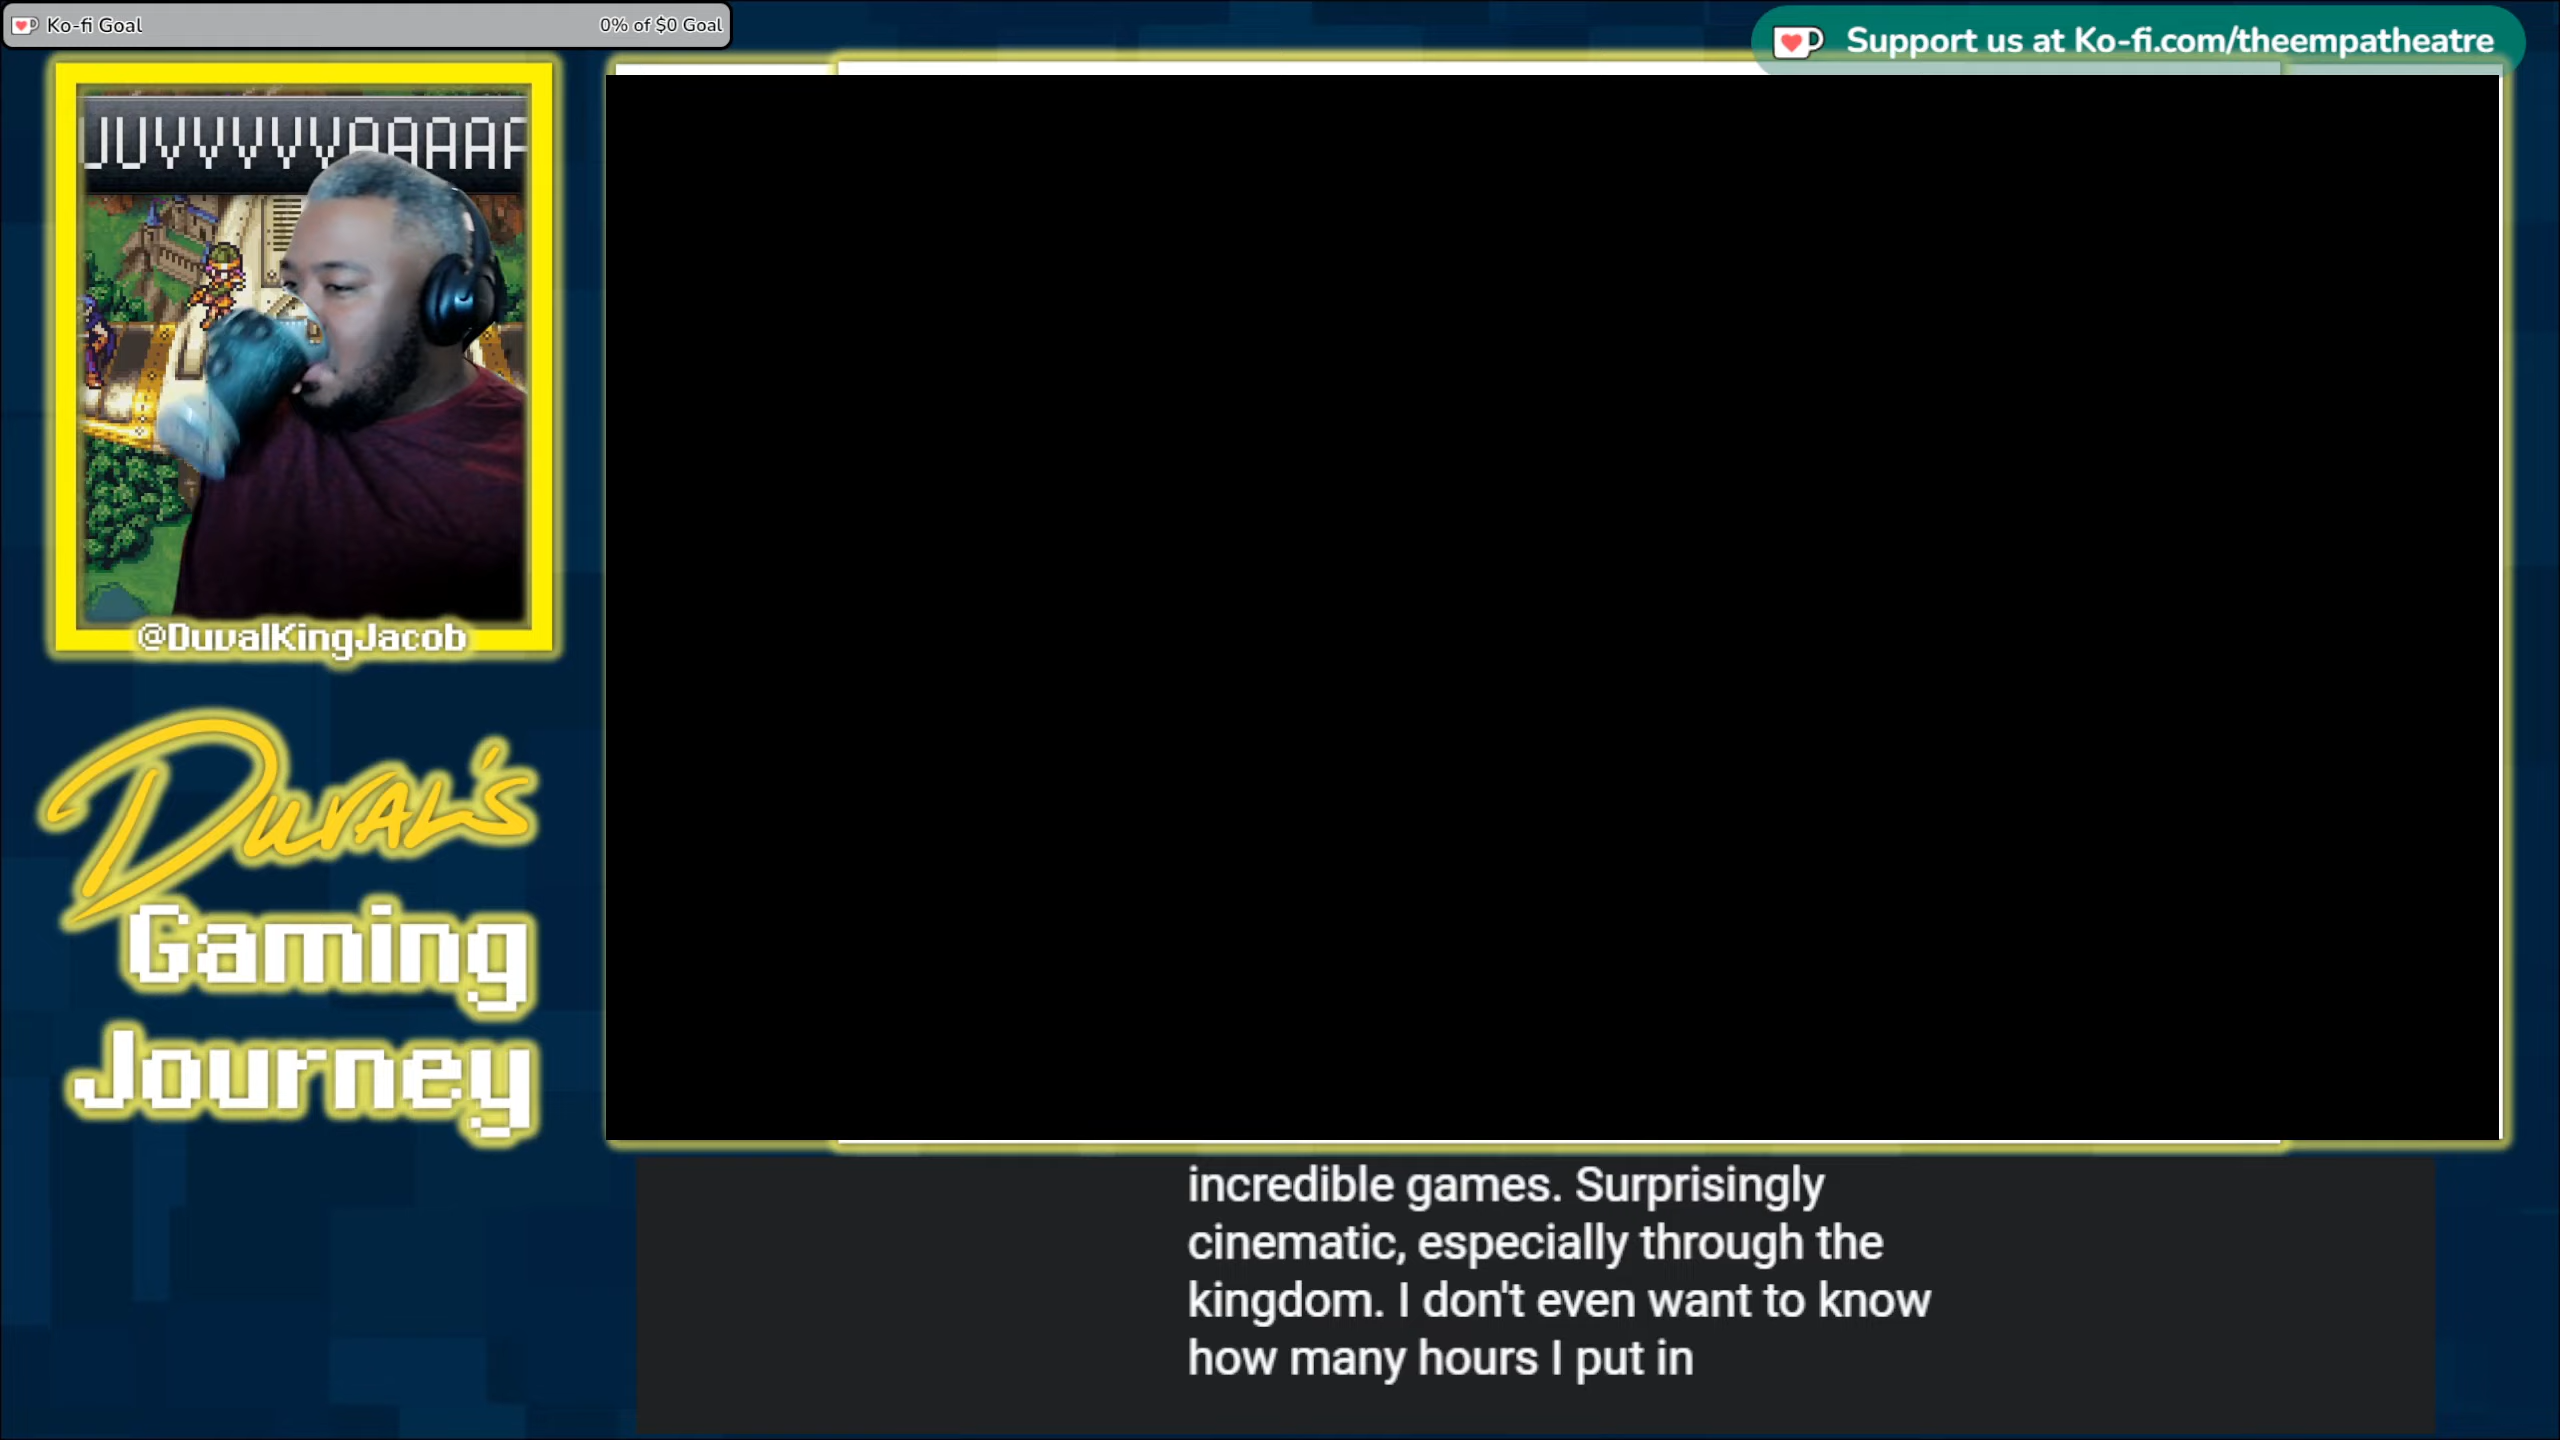 Ko-fi Goal
0% of $0 Goal
Support us at Ko-fi.com/theempatheatre
UUVVVVVAAAAA
@DuvalKingJacob
DUVAL'S
Gaming
Journey
incredible games. Surprisingly
cinematic, especially through the
kingdom. I don't even want to know
how many hours I put in